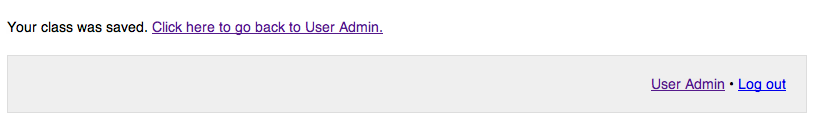 Your class was saved. Click here to go back to User Admin.
User Admin • Log out